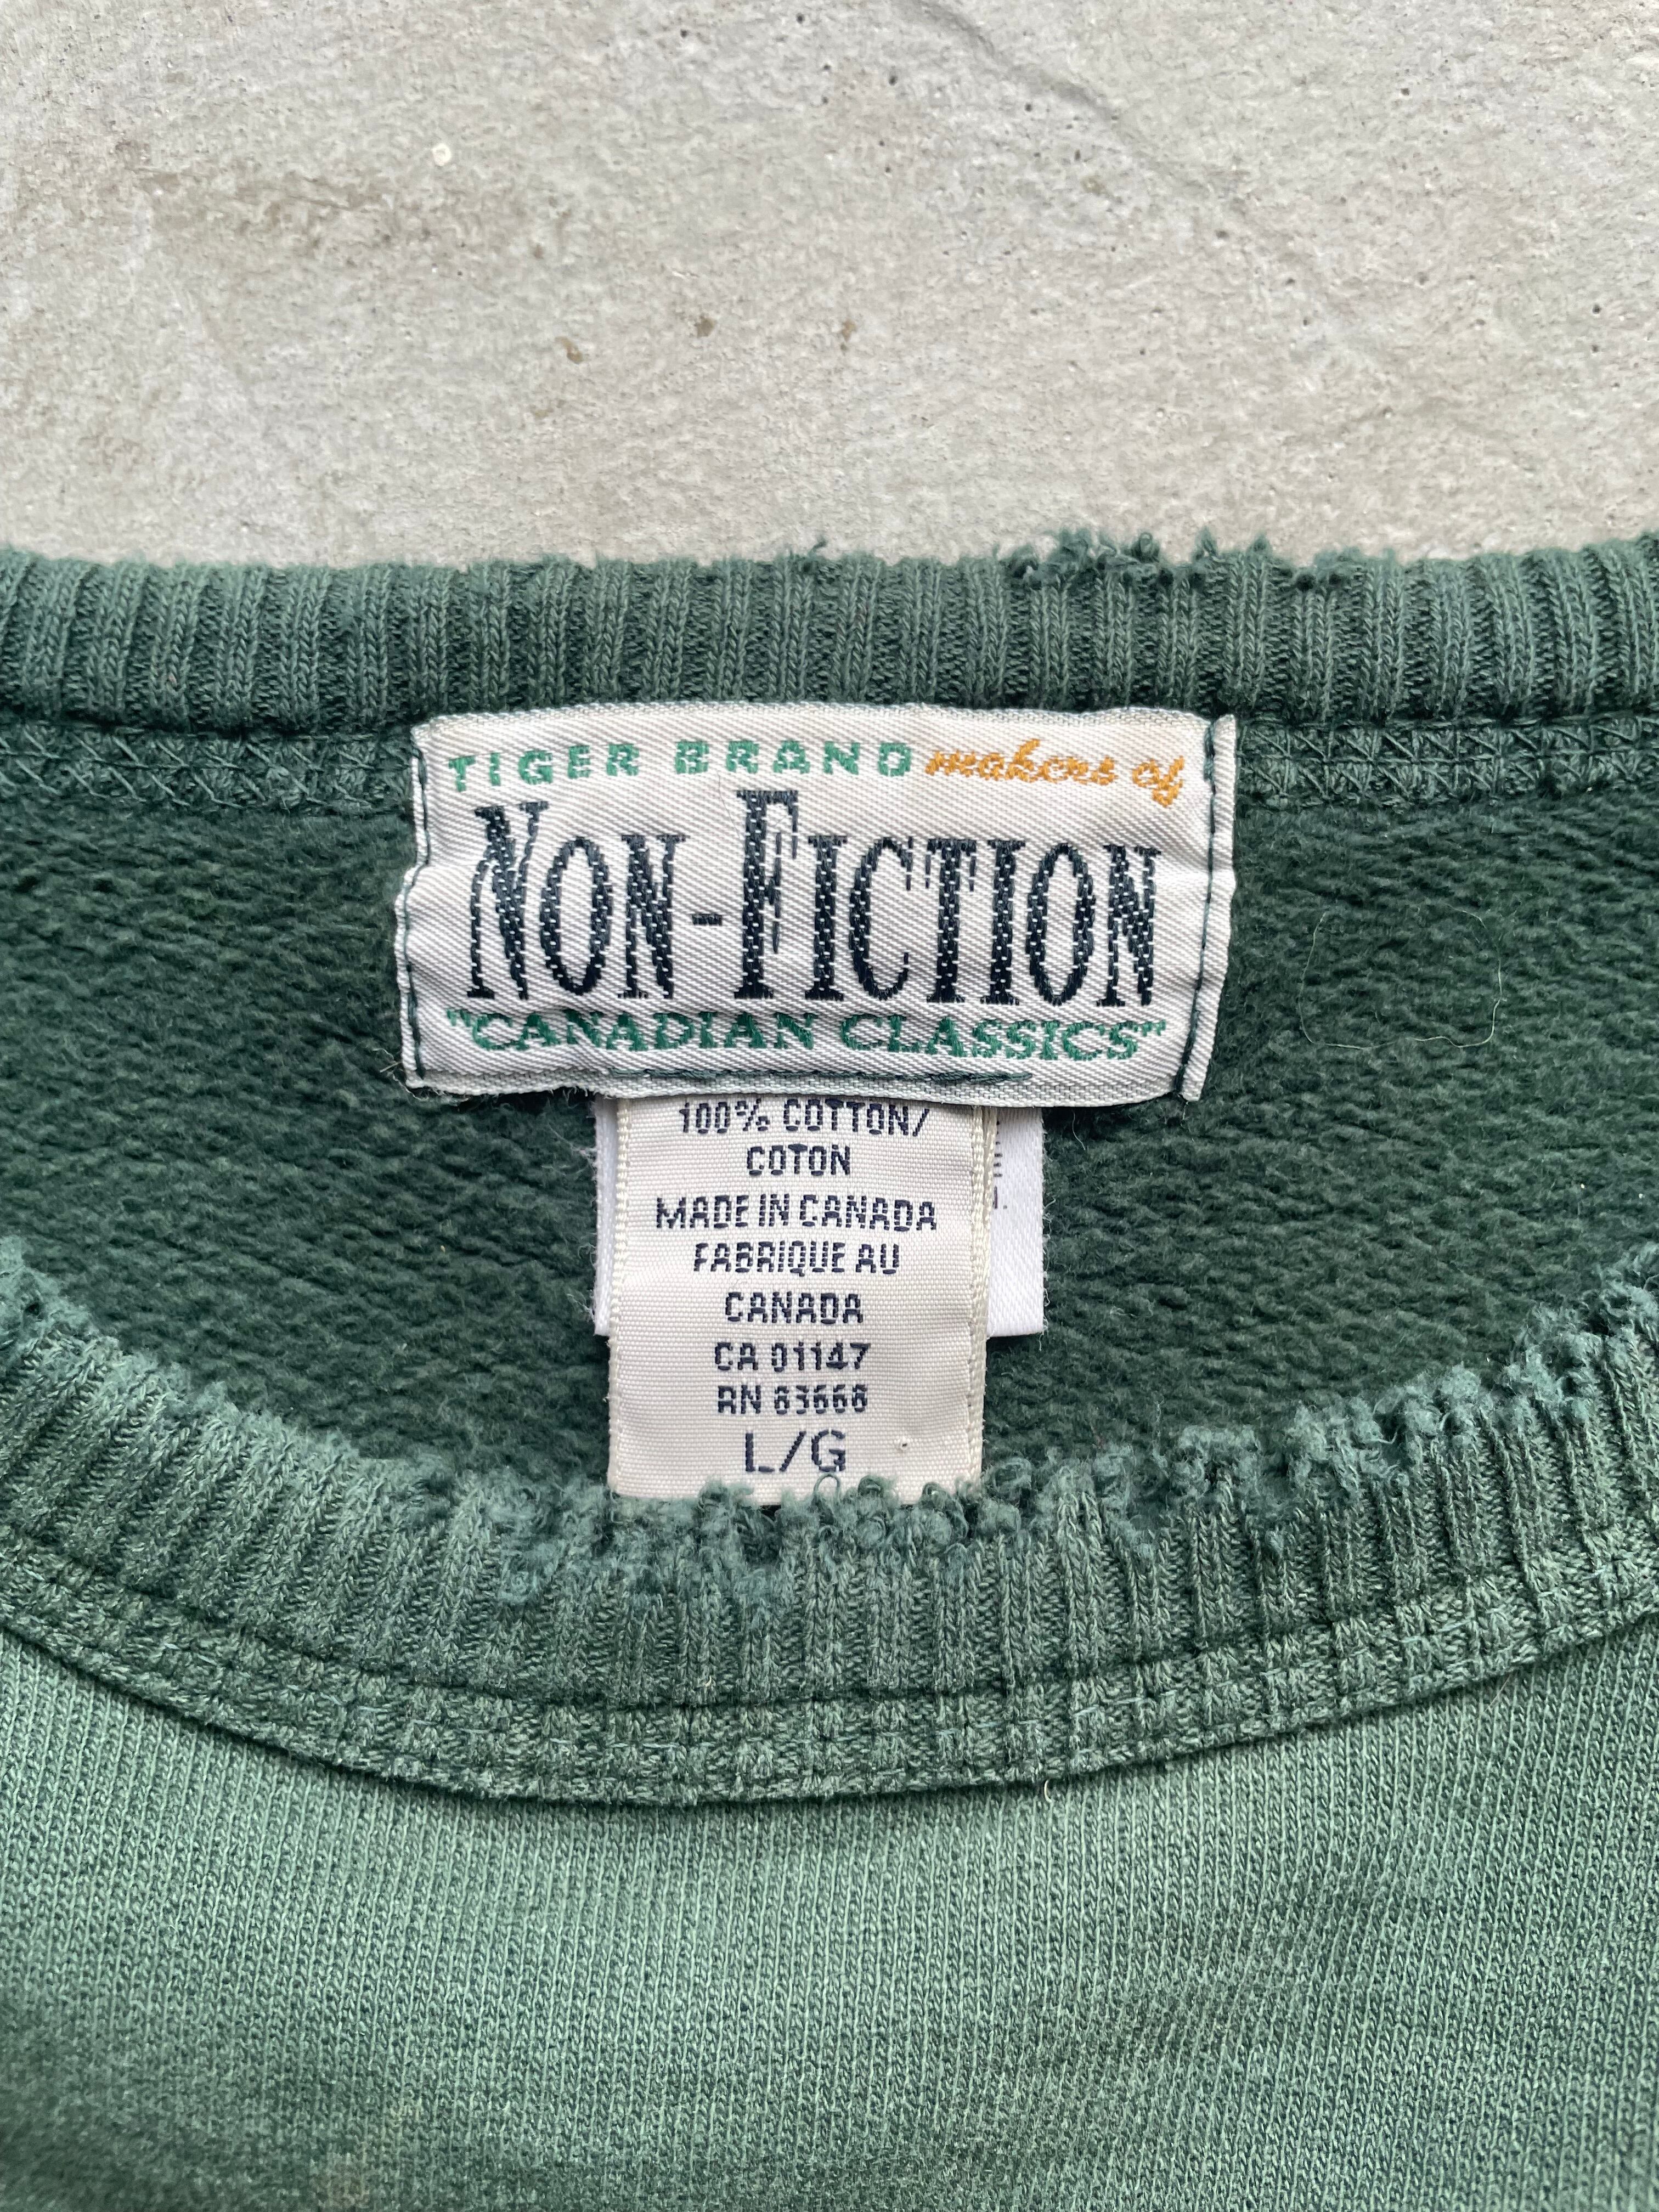 TIGER BRAND makers of
NON-FICTION
"CANADIAN CLASSICS"
100% COTTON/
COTON
MADE IN CANADA
FABRIQUE AU
CANADA
CA 01147
RN 83668
L/G